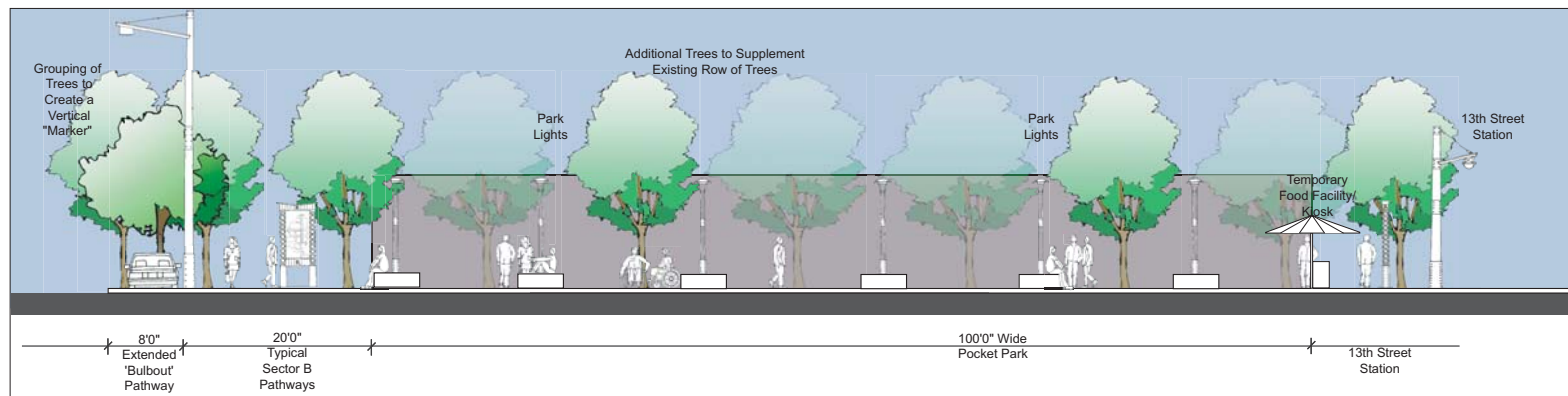 Grouping of
Trees to
Create a
Vertical
"Marker"
Additional Trees to Supplement
Existing Row of Trees
Park
Lights
Park
Lights
13th Street
Station
Temporary
Food Facility/
Kiosk
8'0"
Extended
'Bulbout'
Pathway
20'0"
Typical
Sector B
Pathways
100'0" Wide
Pocket Park
13th Street
Station